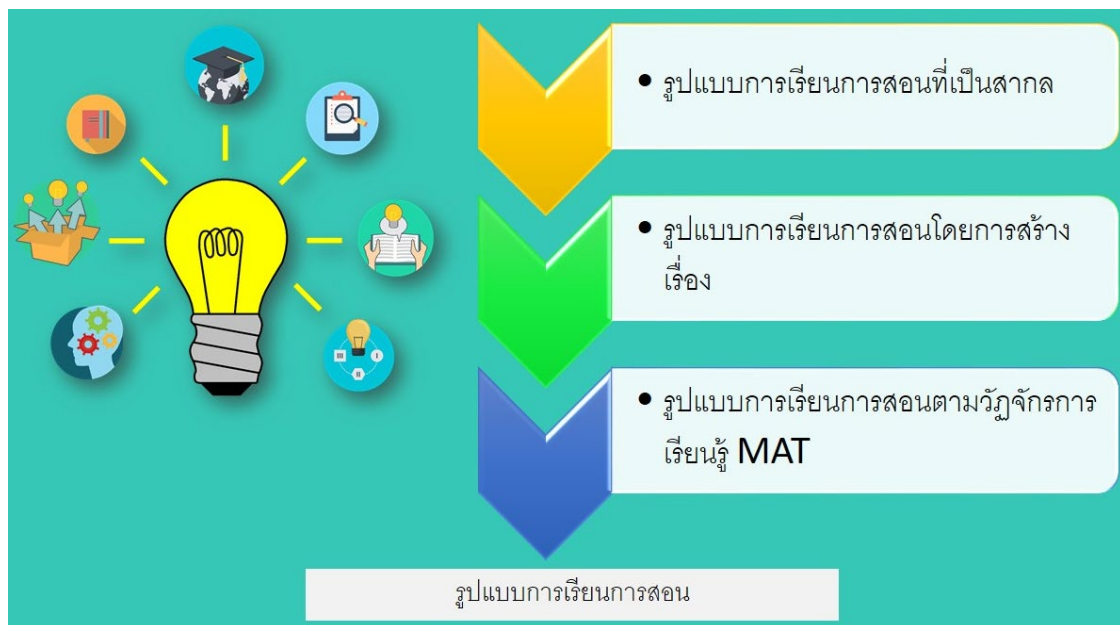 • รูปแบบการเรียนการสอนที่เป็นสากล
• รูปแบบการเรียนการสอนโดยการสร้าง
เรื่อง
• รูปแบบการเรียนการสอนตามวัฏจักรการ
เรียนรู้ MAT
รูปแบบการเรียนการสอน